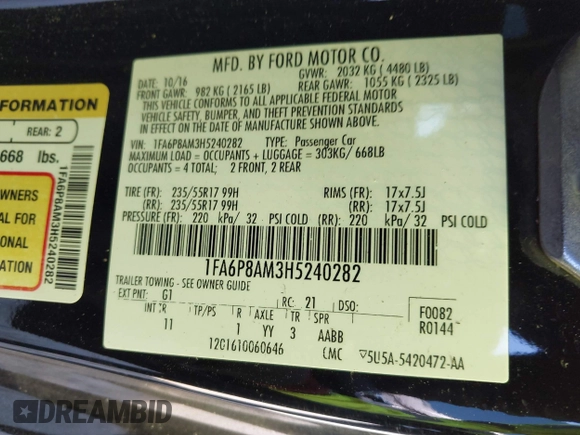 MFD. BY FORD MOTOR CO.
DATE: 10/16 GVWR: 2032 KG ( 4480 LB)
FRONT GAWR: 982 KG ( 2165 LB) REAR GAWR: 1055 KG ( 2325 LB)
THIS VEHICLE CONFORMS TO ALL APPLICABLE FEDERAL MOTOR
VEHICLE SAFETY, BUMPER, AND THEFT PREVENTION STANDARDS
IN EFFECT ON THE DATE OF MANUFACTURE SHOWN ABOVE.
VIN: 1FA6P8AM3H5240282 TYPE: Passenger Car
MAXIMUM LOAD = OCCUPANTS + LUGGAGE = 303KG/ 668LB
OCCUPANTS = 4 TOTAL; 2 FRONT, 2 REAR
TIRE (FR): 235/55R17 99H RIMS (FR): 17×7.5J
(RR): 235/55R17 99H (RR): 17×7.5J
PRESSURE (FR): 220 kPa/ 32 PSI COLD (RR): 220 kPa/ 32 PSI COLD
1FA6P8AM3H5240282
TRAILER TOWING - SEE OWNER GUIDE
EXT PNT: G1 RC: 21 DSO:
INT TR TP/PS R AXLE TR SPR
11 1 YY 3 AABB
F0082
R0144
12C1610060646 CMC ▽5U5A-5420472-AA
FORMATION
REAR: 2
668 lbs.
1FA6P8AM3H5240282
WNERS
AL FOR
ONAL
ATION
DREAMBID